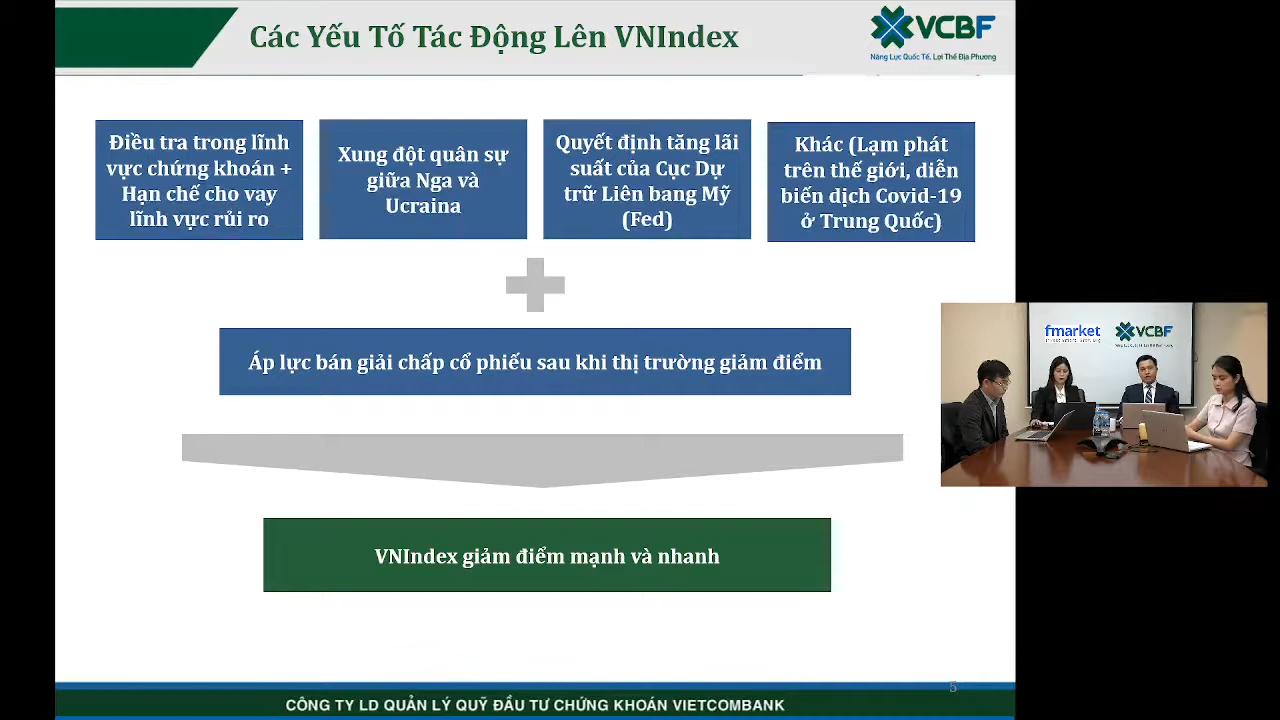 Các Yếu Tố Tác Động Lên VNIndex
VCBF
Năng Lực Quốc Tế. Lợi Thế Địa Phương
Điều tra trong lĩnh
vực chứng khoán +
Hạn chế cho vay
lĩnh vực rủi ro
Xung đột quân sự
giữa Nga và
Ucraina
Quyết định tăng lãi
suất của Cục Dự
trữ Liên bang Mỹ
(Fed)
Khác (Lạm phát
trên thế giới, diễn
biến dịch Covid-19
ở Trung Quốc)
Áp lực bán giải chấp cổ phiếu sau khi thị trường giảm điểm
VNIndex giảm điểm mạnh và nhanh
fmarket
VCBF
5
CÔNG TY LD QUẢN LÝ QUỸ ĐẦU TƯ CHỨNG KHOÁN VIETCOMBANK